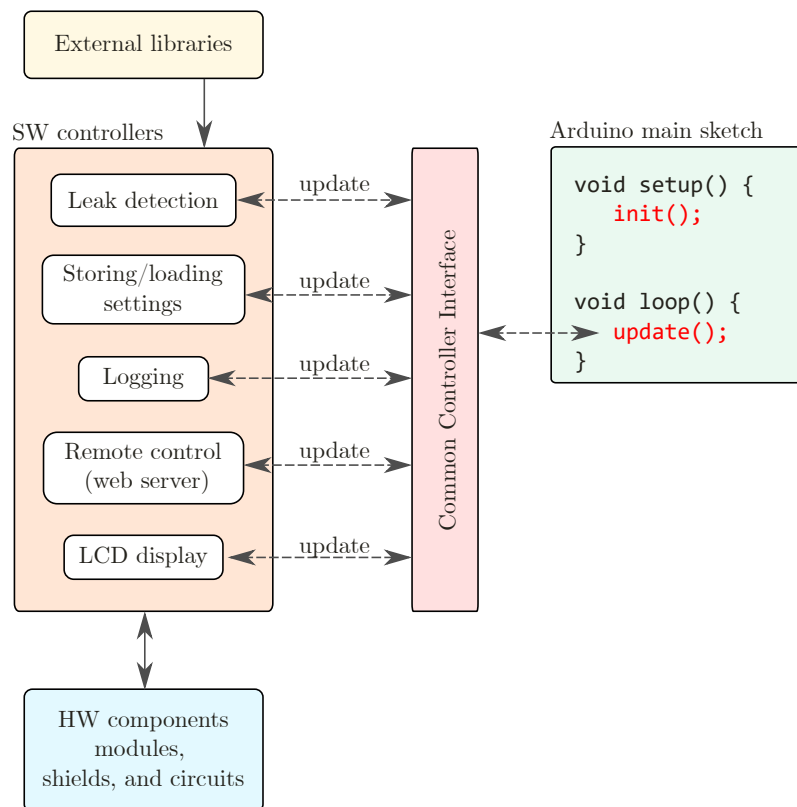 External libraries
SW controllers
Leak detection
update
Storing/loading
settings
update
Logging
update
Remote control
(web server)
update
LCD display
update
Common Controller Interface
Arduino main sketch
void setup() {
init();
}
void loop() {
update();
}
HW components
modules,
shields, and circuits